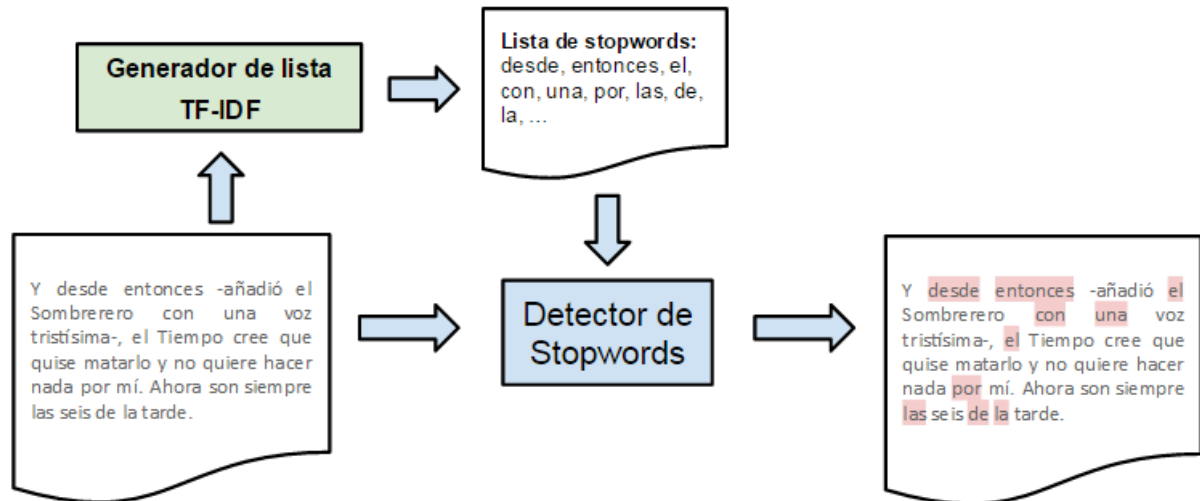 Generador de lista
TF-IDF
Lista de stopwords:
desde, entonces, el,
con, una, por, las, de,
la, ...
Y desde entonces -añadió el
Sombrerero con una voz
tristísima-, el Tiempo cree que
quise matarlo y no quiere hacer
nada por mí. Ahora son siempre
las seis de la tarde.
Detector de
Stopwords
Y desde entonces -añadió el
Sombrerero con una voz
tristísima-, el Tiempo cree que
quise matarlo y no quiere hacer
nada por mí. Ahora son siempre
las seis de la tarde.